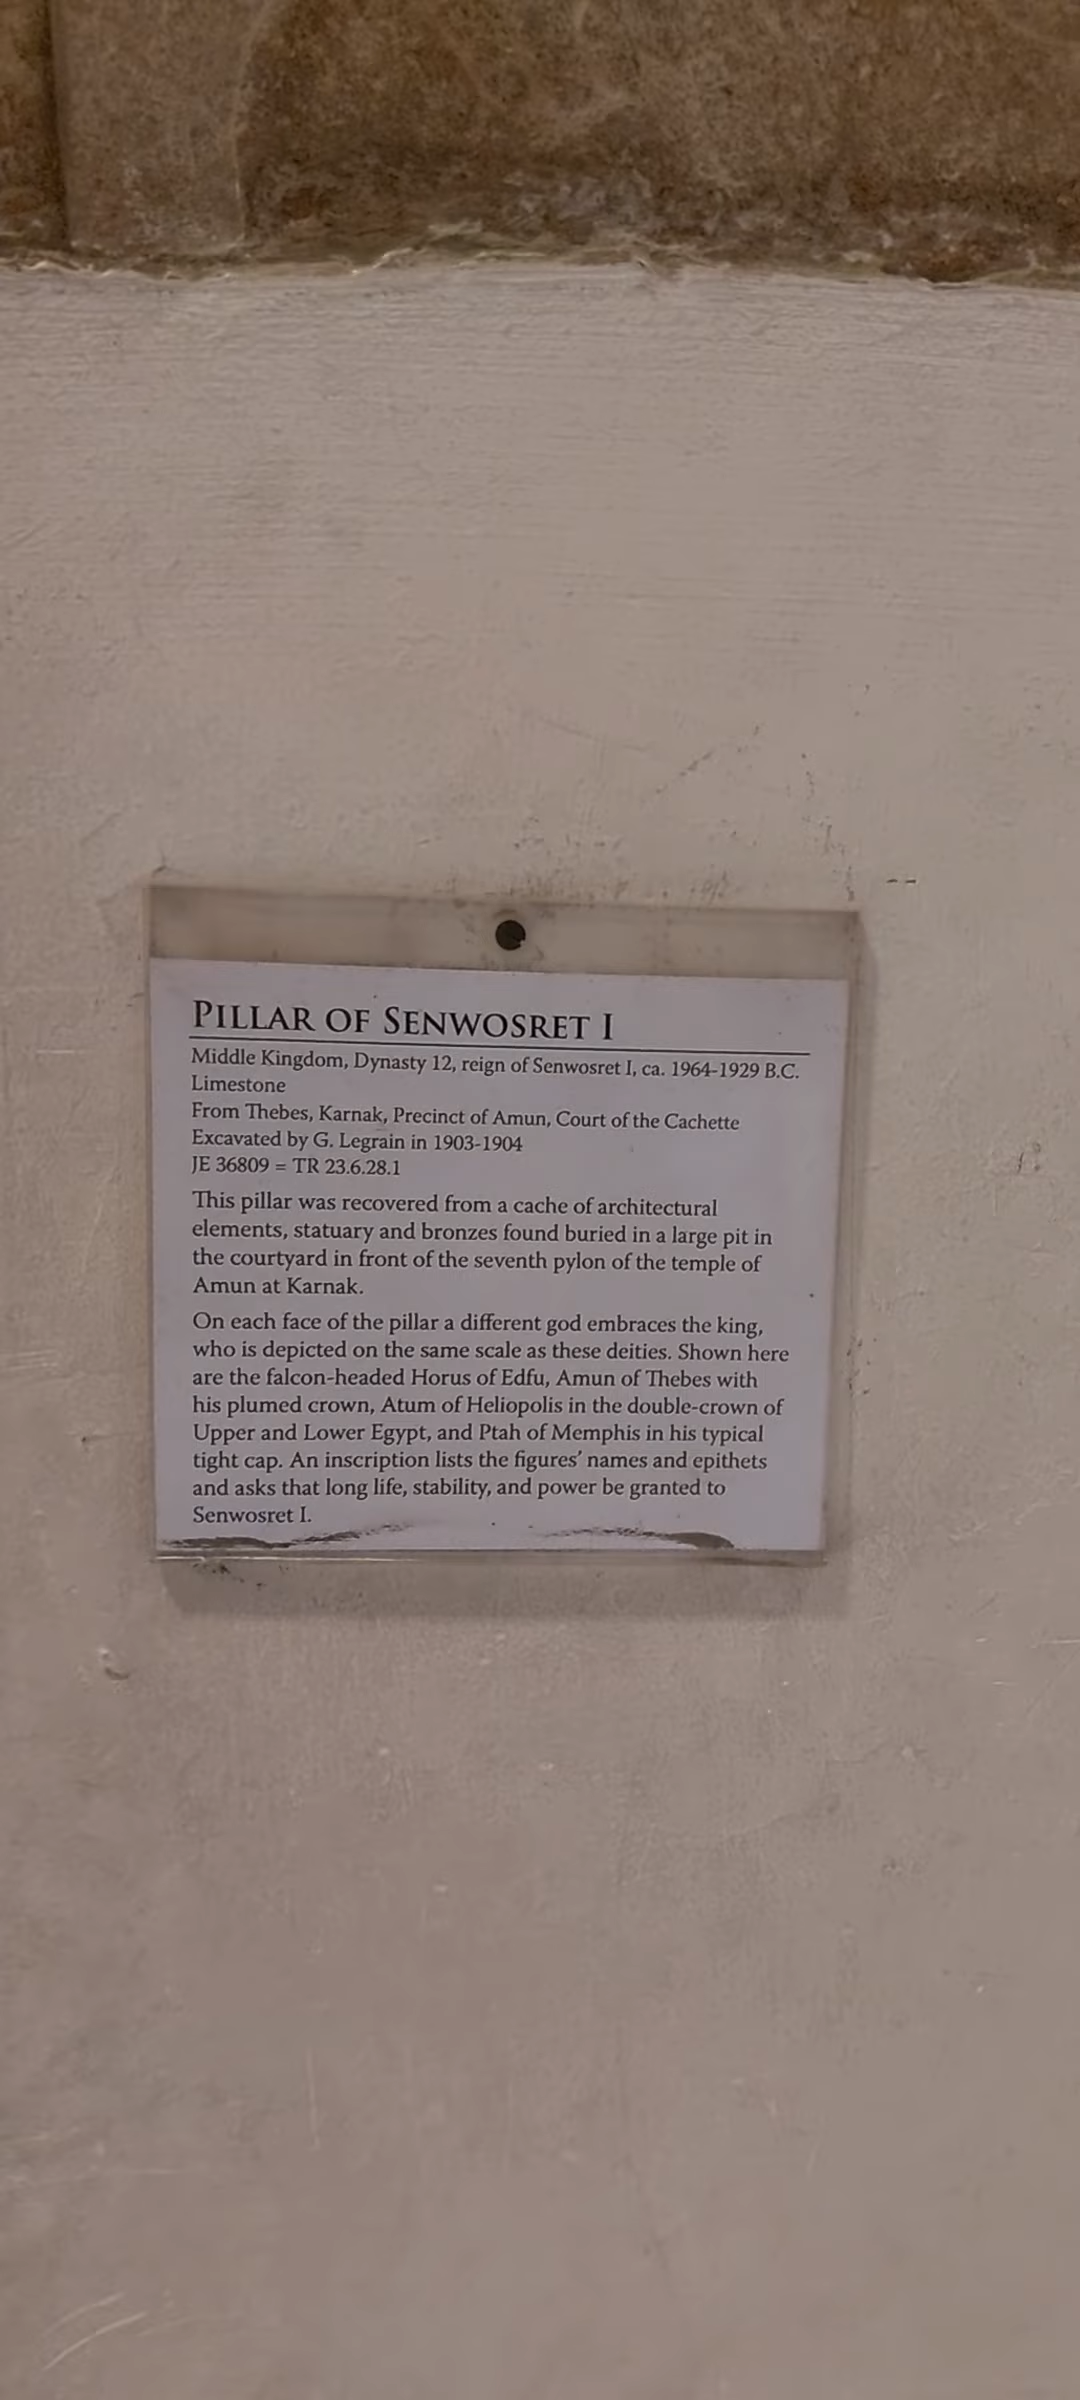 PILLAR OF SENWOSRET I
Middle Kingdom, Dynasty 12, reign of Senwosret I, ca. 1964-1929 B.C.
Limestone
From Thebes, Karnak, Precinct of Amun, Court of the Cachette
Excavated by G. Legrain in 1903-1904
JE 36809 = TR 23.6.28.1
This pillar was recovered from a cache of architectural
elements, statuary and bronzes found buried in a large pit in
the courtyard in front of the seventh pylon of the temple of
Amun at Karnak.
On each face of the pillar a different god embraces the king,
who is depicted on the same scale as these deities. Shown here
are the falcon-headed Horus of Edfu, Amun of Thebes with
his plumed crown, Atum of Heliopolis in the double-crown of
Upper and Lower Egypt, and Ptah of Memphis in his typical
tight cap. An inscription lists the figures' names and epithets
and asks that long life, stability, and power be granted to
Senwosret I.